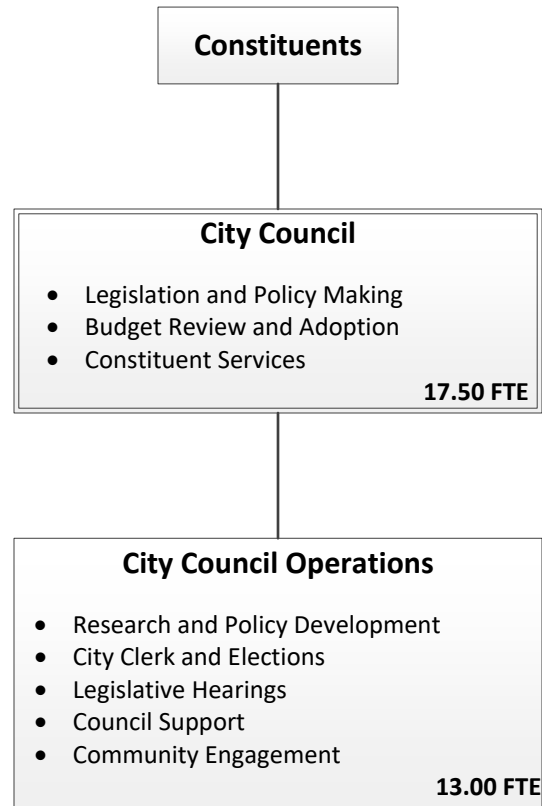 Constituents
City Council
• Legislation and Policy Making
• Budget Review and Adoption
• Constituent Services
17.50 FTE
City Council Operations
• Research and Policy Development
• City Clerk and Elections
• Legislative Hearings
• Council Support
• Community Engagement
13.00 FTE